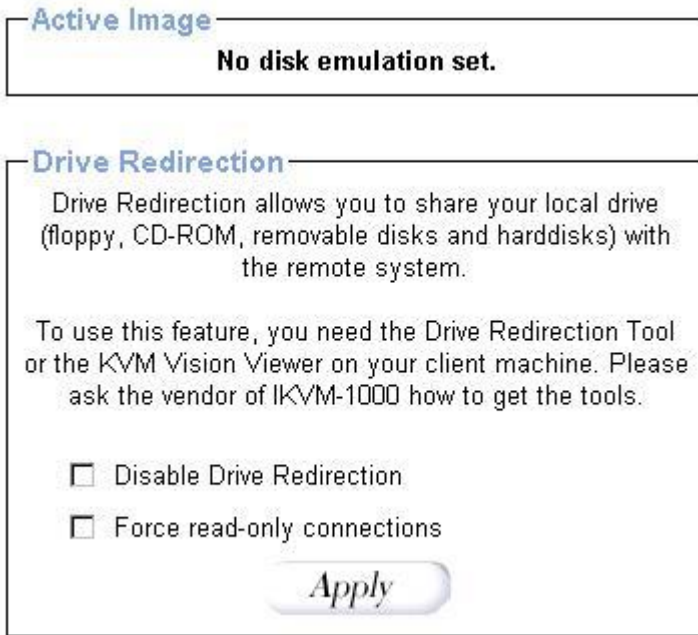 Active Image
No disk emulation set.
Drive Redirection
Drive Redirection allows you to share your local drive
(floppy, CD-ROM, removable disks and harddisks) with
the remote system.
To use this feature, you need the Drive Redirection Tool
or the KVM Vision Viewer on your client machine. Please
ask the vendor of IKVM-1000 how to get the tools.
Disable Drive Redirection
Force read-only connections
Apply